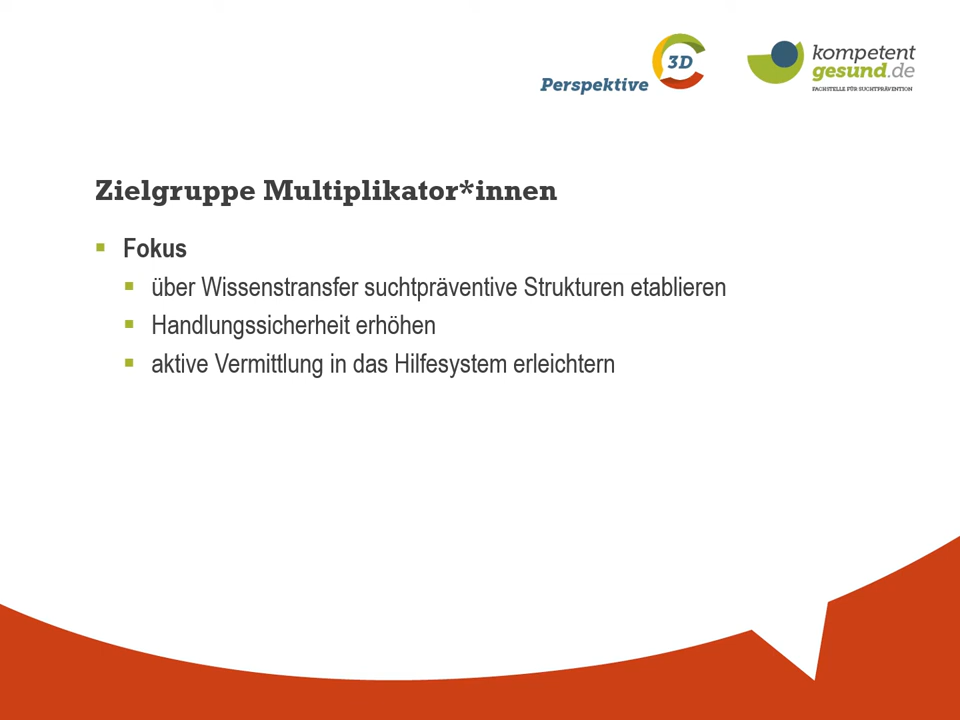 Perspektive 3D
kompetent
gesund.de
FACHSTELLE FÜR SUCHTPRÄVENTION
Zielgruppe Multiplikator*innen
Fokus
über Wissenstransfer suchtpräventive Strukturen etablieren
Handlungssicherheit erhöhen
aktive Vermittlung in das Hilfesystem erleichtern